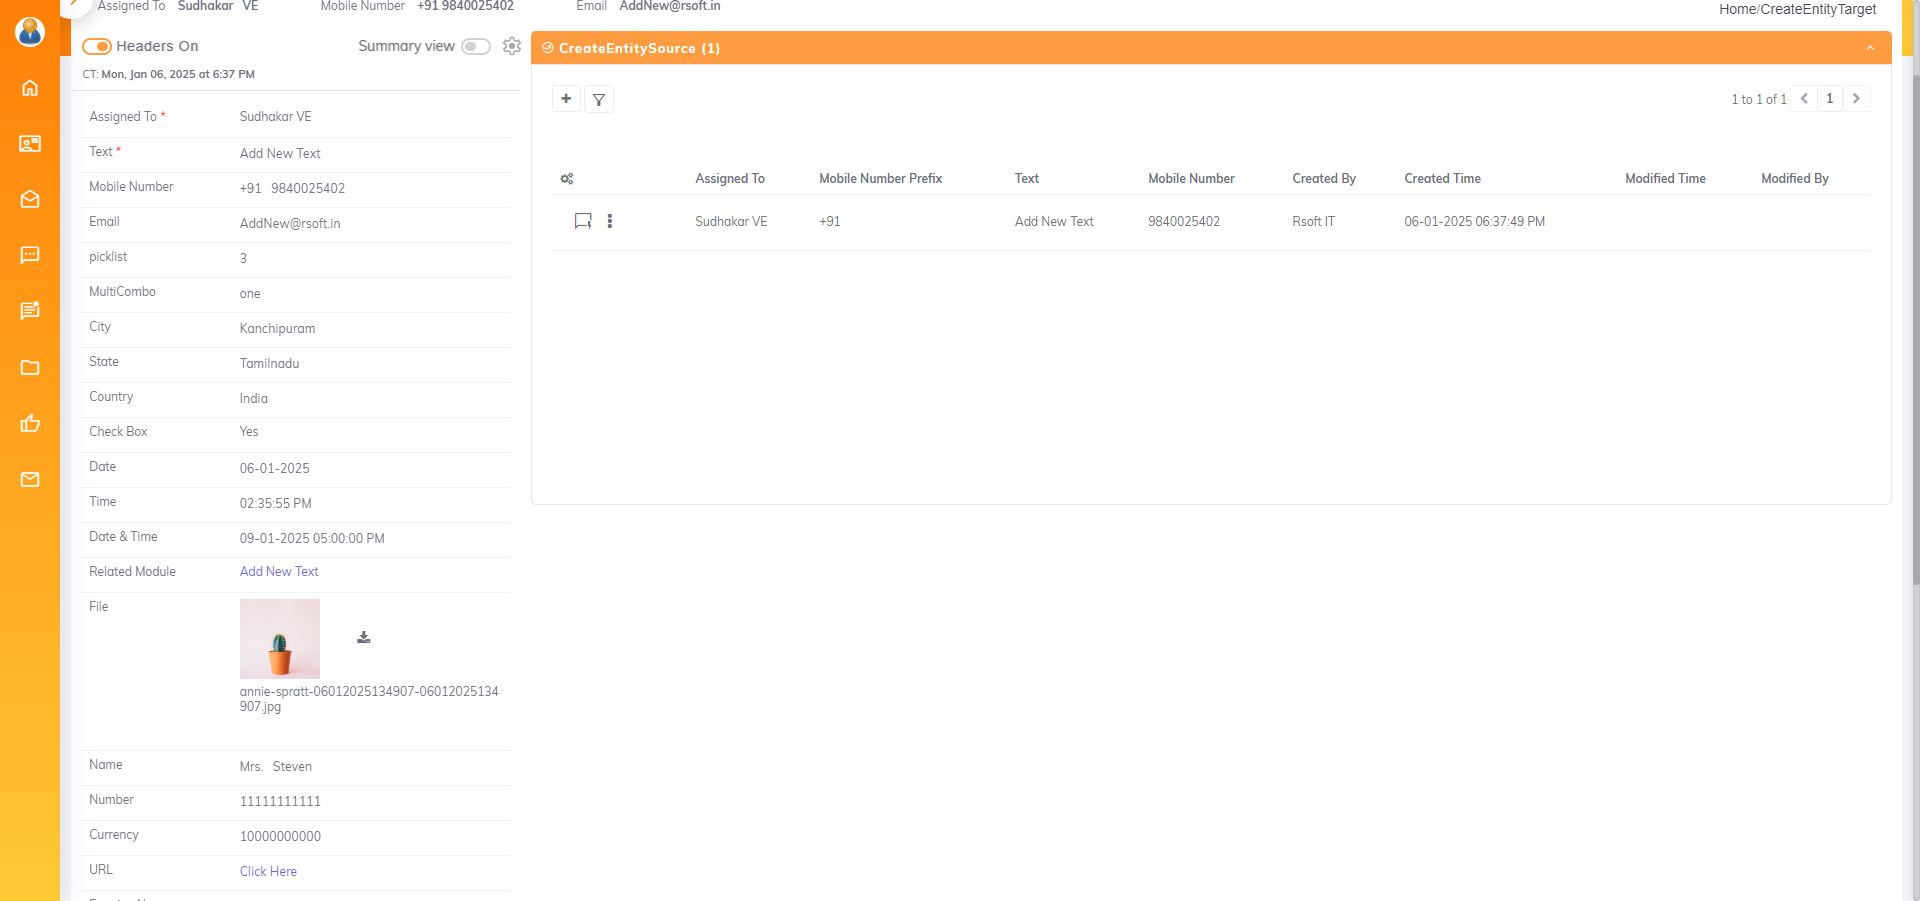 Assigned To Sudhakar VE Mobile Number +91 9840025402 Email AddNew@rsoft.in
Home/CreateEntityTarget
Headers On Summary view
CT: Mon, Jan 06, 2025 at 6:37 PM
Assigned To * Sudhakar VE
Text * Add New Text
Mobile Number +91 9840025402
Email AddNew@rsoft.in
picklist 3
MultiCombo one
City Kanchipuram
State Tamilnadu
Country India
Check Box Yes
Date 06-01-2025
Time 02:35:55 PM
Date & Time 09-01-2025 05:00:00 PM
Related Module Add New Text
File
annie-spratt-06012025134907-06012025134
907.jpg
Name Mrs. Steven
Number 11111111111
Currency 10000000000
URL Click Here
CreateEntitySource (1)
1 to 1 of 1 1
Assigned To Mobile Number Prefix Text Mobile Number Created By Created Time Modified Time Modified By
Sudhakar VE +91 Add New Text 9840025402 Rsoft IT 06-01-2025 06:37:49 PM